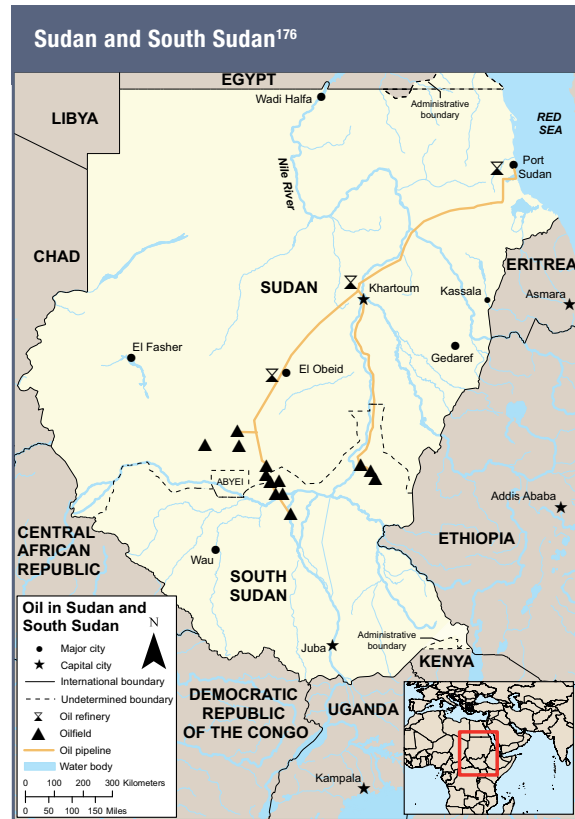 Sudan and South Sudan176
EGYPT
Wadi Halfa
Administrative
boundary
LIBYA
RED
SEA
Nile River
Port
Sudan
CHAD
ERITREA
SUDAN
Khartoum
Kassala
Asmara
El Fasher
Gedaref
El Obeid
ABYEI
Addis Ababa
CENTRAL
AFRICAN
REPUBLIC
ETHIOPIA
Wau
SOUTH
SUDAN
Juba
Administrative
boundary
KENYA
DEMOCRATIC
REPUBLIC
OF THE CONGO
UGANDA
Kampala
Oil in Sudan and
South Sudan
N
Major city
Capital city
International boundary
Undetermined boundary
Oil refinery
Oilfield
Oil pipeline
Water body
0 100 200 300 Kilometers
0 50 100 150 Miles